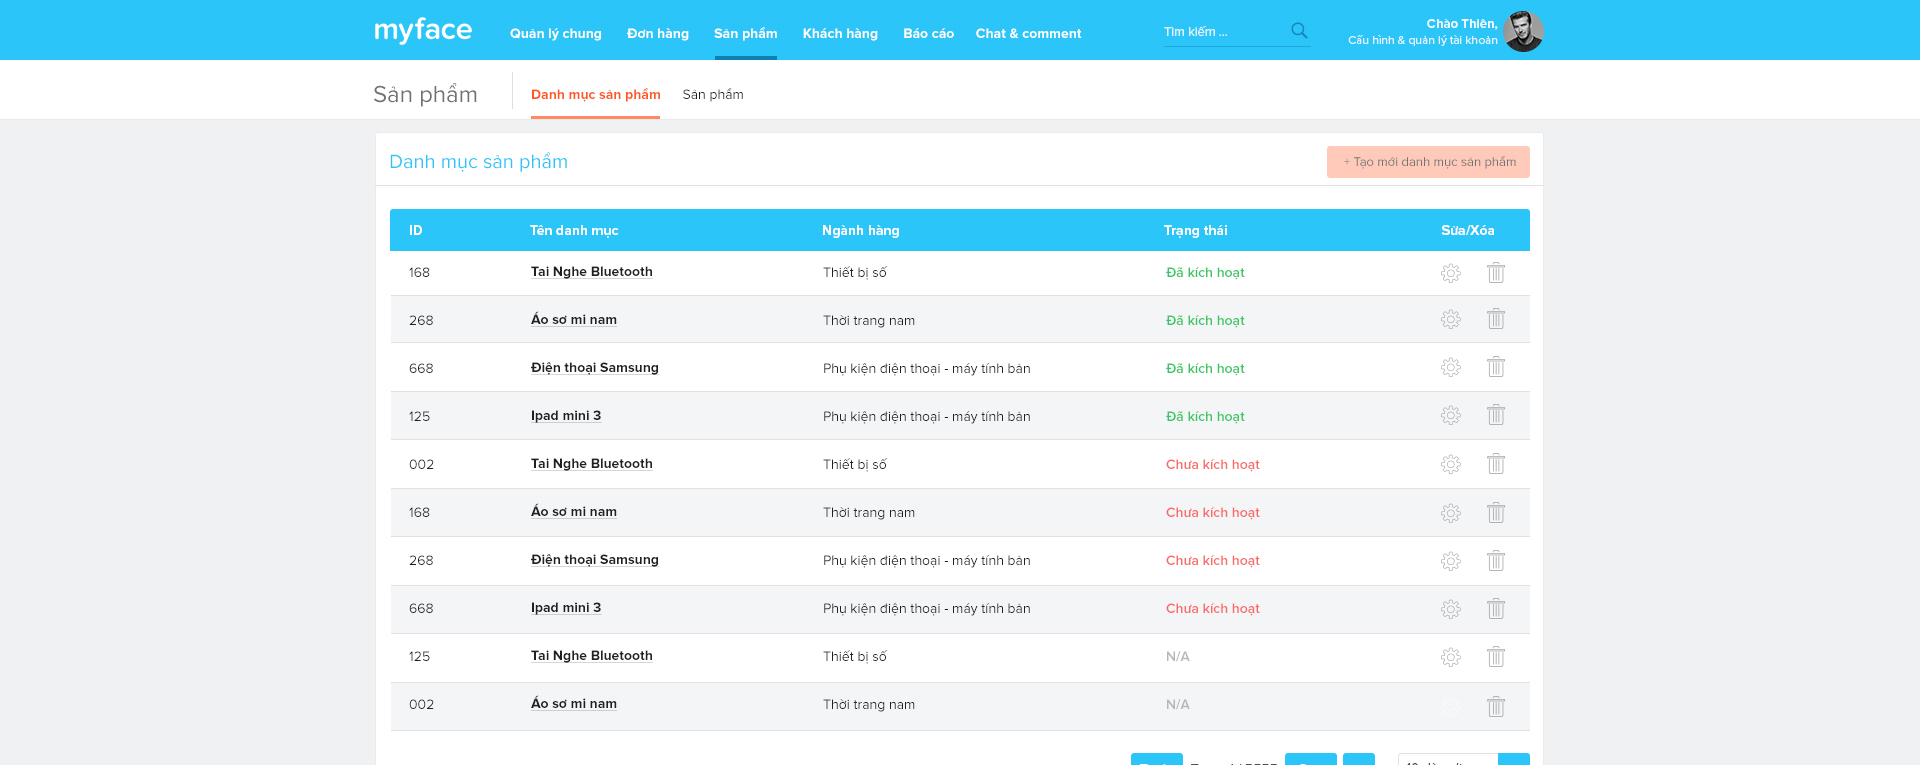 myface
Quản lý chung Đơn hàng Sản phẩm Khách hàng Báo cáo Chat & comment
Tìm kiếm ...
Chào Thiên,
Cấu hình & quản lý tài khoản
Sản phẩm
Danh mục sản phẩm Sản phẩm
Danh mục sản phẩm
+ Tạo mới danh mục sản phẩm
ID Tên danh mục Ngành hàng Trạng thái Sửa/Xóa
168 Tai Nghe Bluetooth Thiết bị số Đã kích hoạt
268 Áo sơ mi nam Thời trang nam Đã kích hoạt
668 Điện thoại Samsung Phụ kiện điện thoại - máy tính bản Đã kích hoạt
125 Ipad mini 3 Phụ kiện điện thoại - máy tính bản Đã kích hoạt
002 Tai Nghe Bluetooth Thiết bị số Chưa kích hoạt
168 Áo sơ mi nam Thời trang nam Chưa kích hoạt
268 Điện thoại Samsung Phụ kiện điện thoại - máy tính bản Chưa kích hoạt
668 Ipad mini 3 Phụ kiện điện thoại - máy tính bản Chưa kích hoạt
125 Tai Nghe Bluetooth Thiết bị số N/A
002 Áo sơ mi nam Thời trang nam N/A